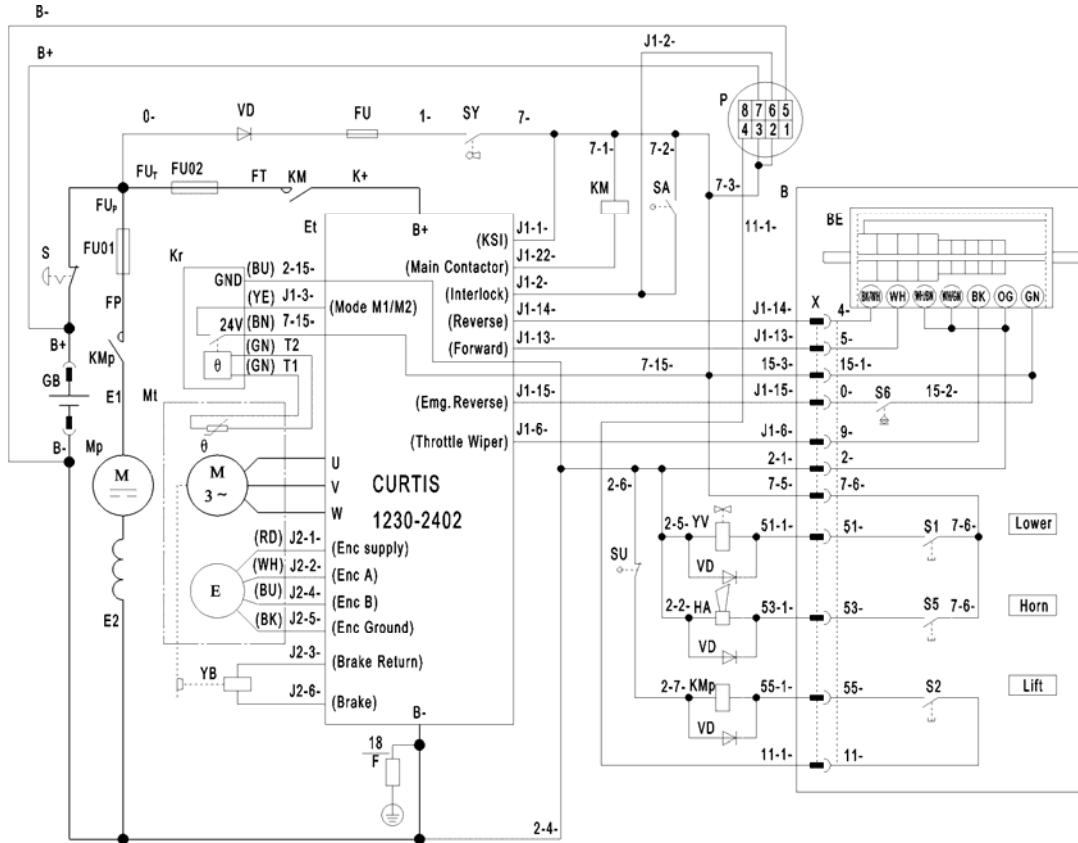 B-
B+
J1-2-
P
8 7 6 5
4 3 2 1
0-
VD
FU
1-
SY
7-
7-1-
7-2-
7-3-
KM
SA
11-1-
FU_T
FU02
FT
KM
K+
FU_P
FU01
S
FP
B+
KMp
GB
E1
B-
Mp
M
E2
Kr
Et
B+
GND
(BU) 2-15-
(YE) J1-3-
(Mode M1/M2)
24V
(BN) 7-15-
(GN) T2
(GN) T1
θ
Mt
θ
M
3 ~
U
V
W
CURTIS
1230-2402
(RD) J2-1-
(Enc supply)
(WH) J2-2-
(Enc A)
E
(BU) J2-4-
(Enc B)
(BK) J2-5-
(Enc Ground)
J2-3-
(Brake Return)
YB
J2-6-
(Brake)
B-
18
F
(KSI)
J1-1-
(Main Contactor)
J1-22-
(Interlock)
J1-2-
(Reverse)
J1-14-
(Forward)
J1-13-
(Emg.Reverse)
J1-15-
(Throttle Wiper)
J1-6-
7-15-
2-4-
B
BE
BK/WH WH WH/BN WH/GN BK OG GN
X
J1-14- 4-
J1-13- 5-
15-3- 15-1-
J1-15- 0-
S6
15-2-
J1-6- 9-
2-1- 2-
7-5- 7-6-
2-6-
SU
2-5- YV 51-1- 51- S1 7-6- Lower
VD
2-2- HA 53-1- 53- S5 7-6- Horn
VD
2-7- KMp 55-1- 55- S2 Lift
VD
11-1- 11-